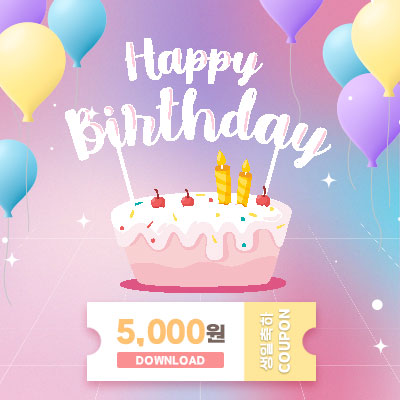 Happy
Birthday
5,000원
DOWNLOAD
생일축하
COUPON